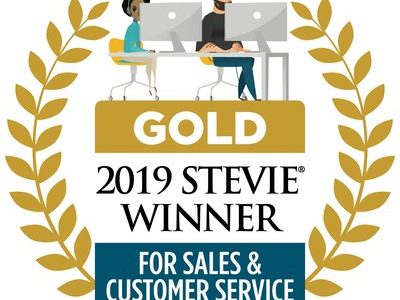 GOLD
2019 STEVIE®
WINNER
FOR SALES &
CUSTOMER SERVICE